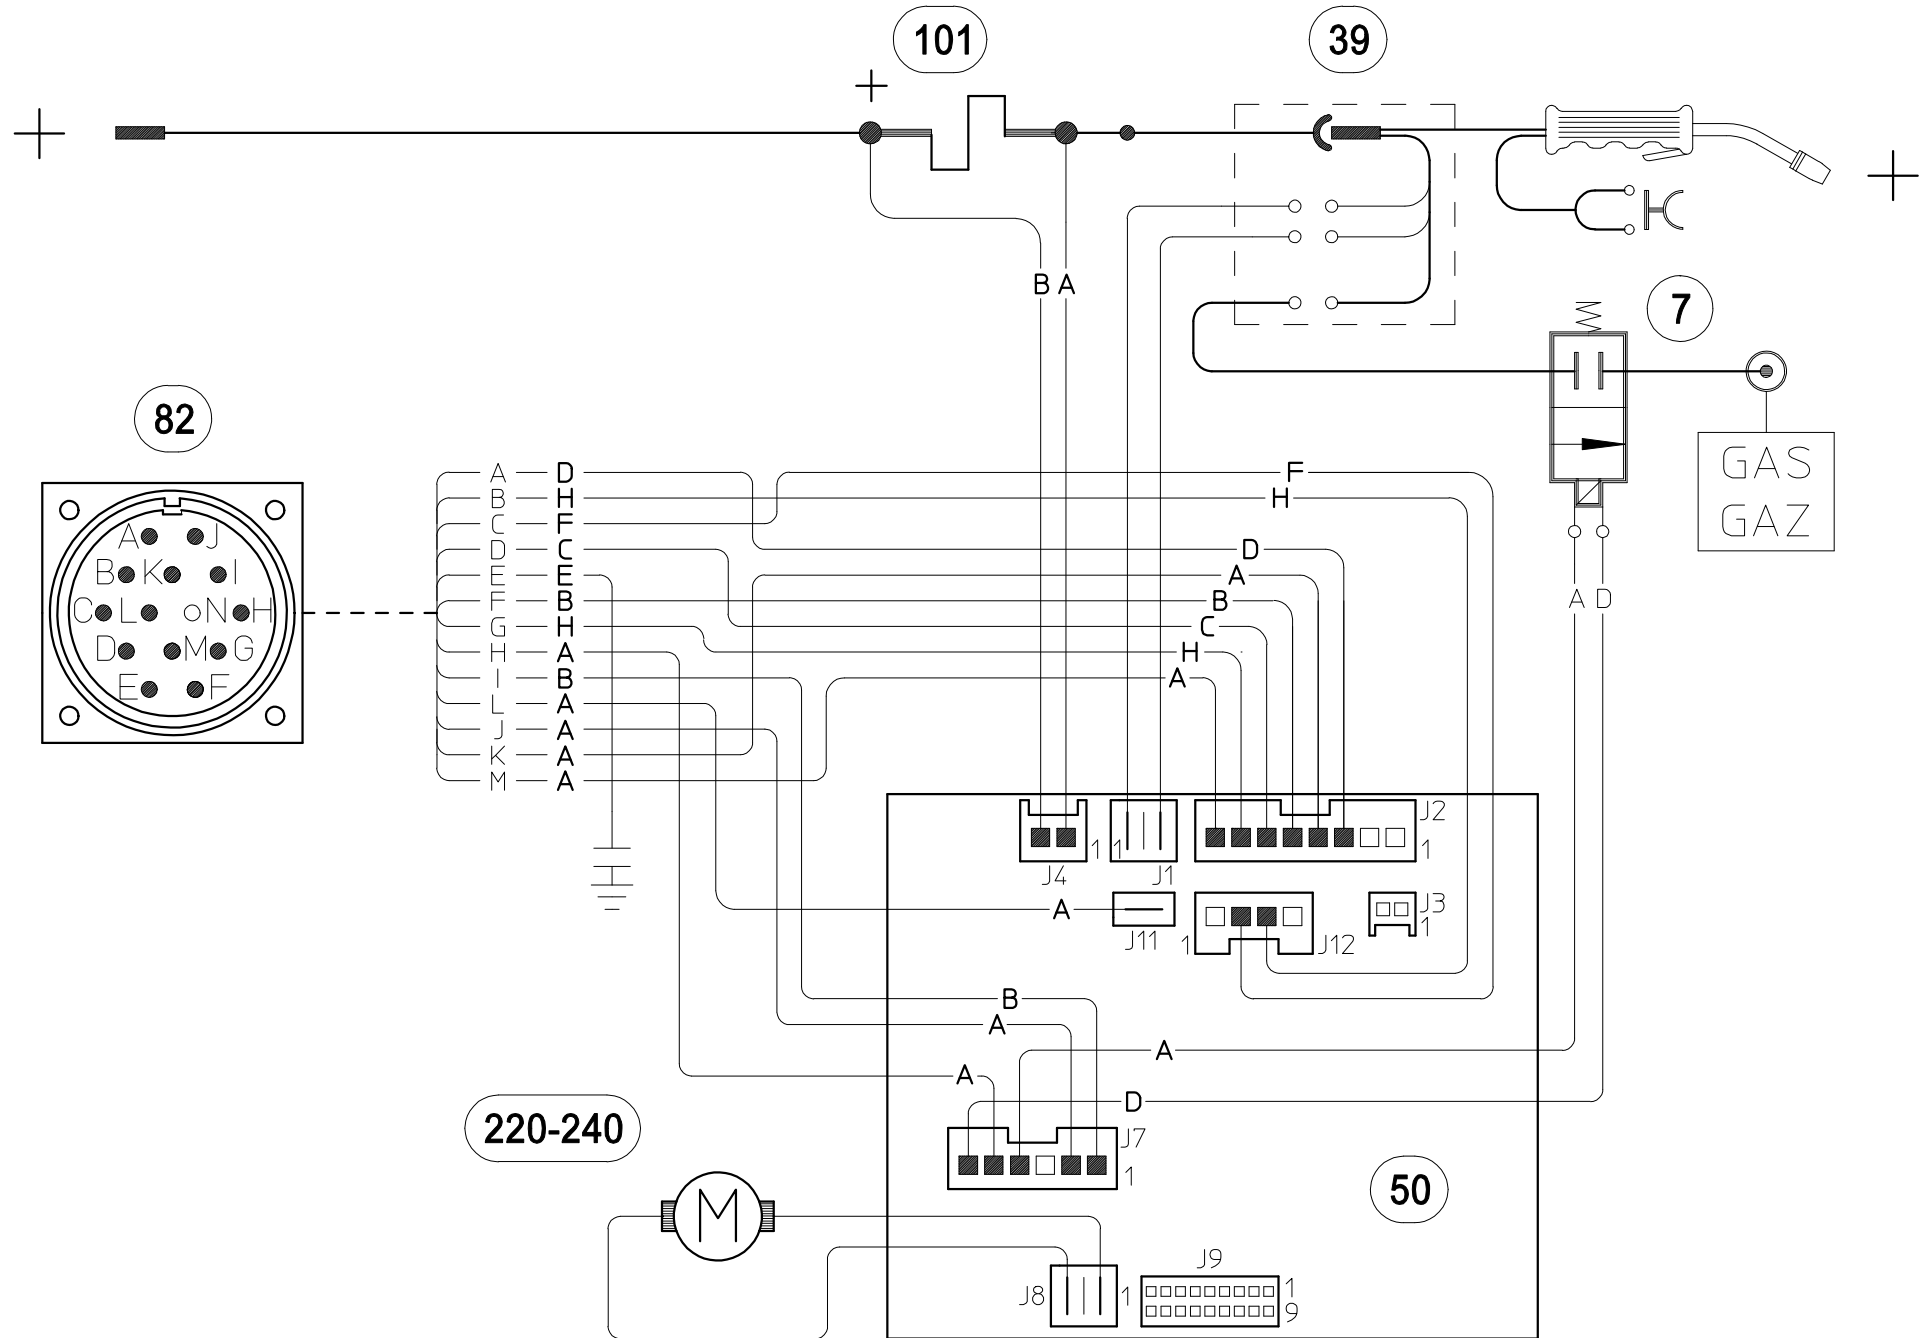 101
39
B A
7
82
GAS
GAZ
A D F
B H H
C F
D C D
E E A
F B B
G H C
H A H
I B A
L A
J A
K A
M A
A J
B K I
C L N H
D M G
E F
A D
J2
1 1 1
J4 J1
A J3
1
J11 1 J12
B
A
A
A
220-240 D
J7
1
50
M
J9
J8 1 1
9